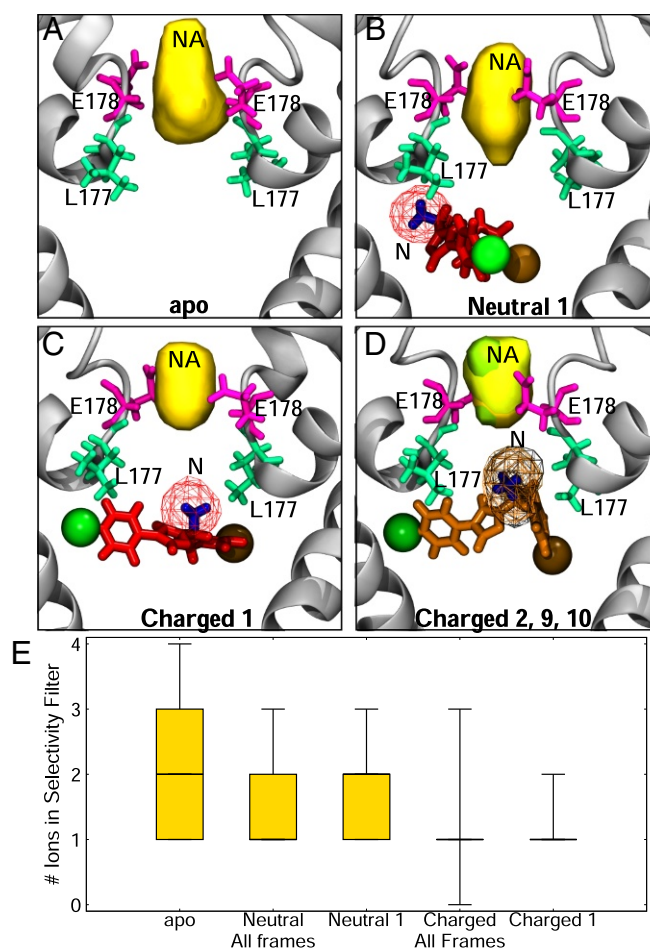 A
NA
E178
E178
L177
L177
apo
B
NA
E178
E178
L177
L177
N
Neutral 1
C
NA
E178
E178
L177
N
L177
Charged 1
D
NA
E178
E178
N
L177
L177
Charged 2, 9, 10
E
# Ions in Selectivity Filter
4
3
2
1
0
apo
Neutral
All frames
Neutral 1
Charged
All Frames
Charged 1